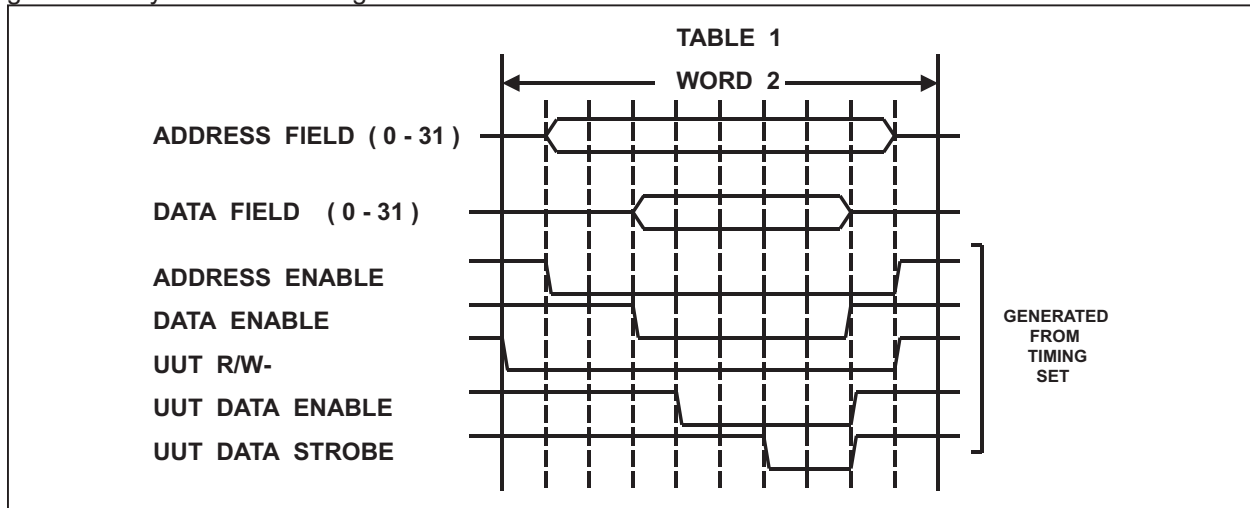 TABLE 1
WORD 2
ADDRESS FIELD ( 0 - 31 )
DATA FIELD ( 0 - 31 )
ADDRESS ENABLE
DATA ENABLE
UUT R/W-
UUT DATA ENABLE
UUT DATA STROBE
GENERATED
FROM
TIMING
SET